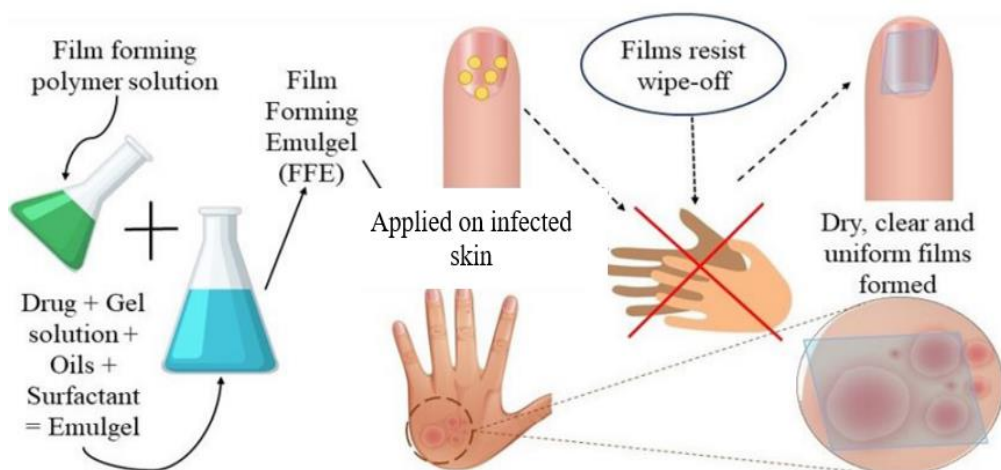 Film forming
polymer solution
Drug + Gel
solution +
Oils +
Surfactant
= Emulgel
Film
Forming
Emulgel
(FFE)
Applied on infected
skin
Films resist
wipe-off
Dry, clear and
uniform films
formed